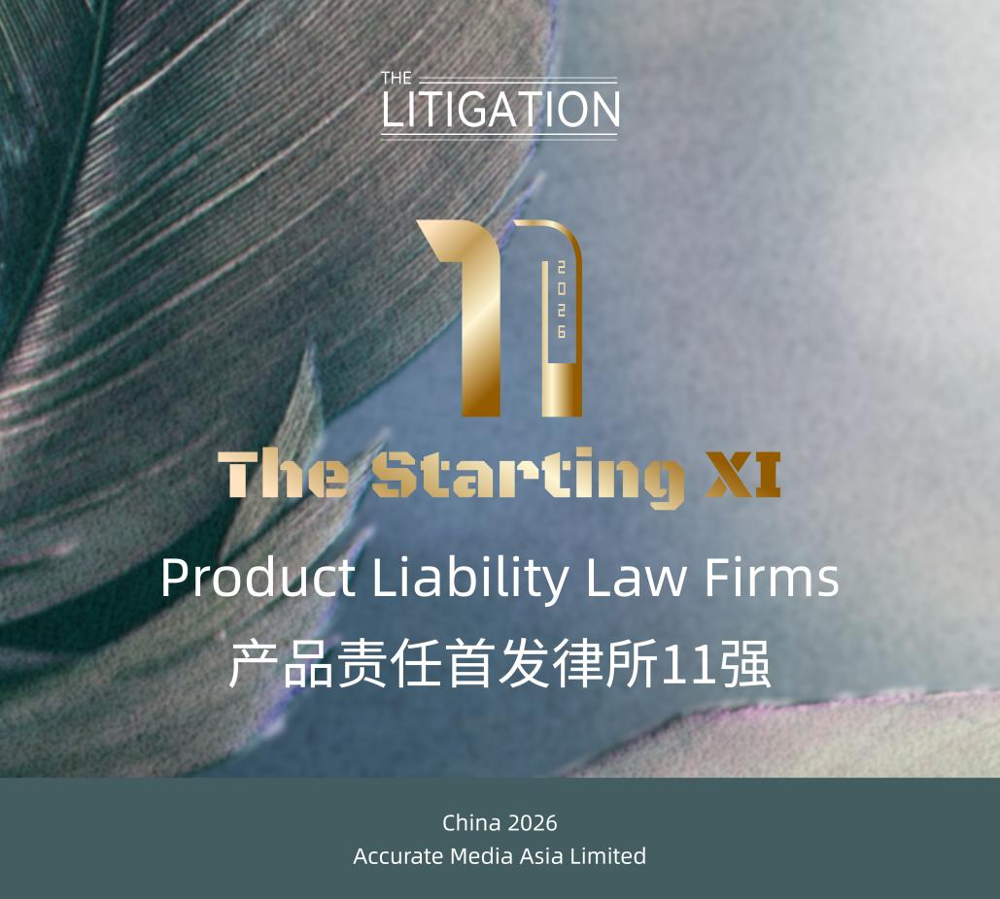 THE
LITIGATION
11
2026
The Starting XI
Product Liability Law Firms
产品责任首发律所11强
China 2026
Accurate Media Asia Limited